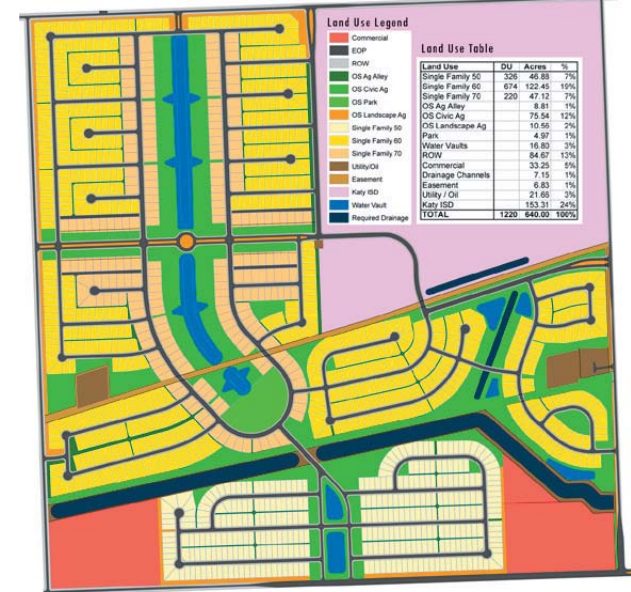 Land Use Legend
Commercial
EOP
ROW
OS Ag Alley
OS Civic Ag
OS Park
OS Landscape Ag
Single Family 50
Single Family 60
Single Family 70
Utility/Oil
Easement
Katy ISD
Water Vault
Required Drainage
Land Use Table
Land Use DU Acres %
Single Family 50 326 46.88 7%
Single Family 60 674 122.45 19%
Single Family 70 220 47.12 7%
OS Ag Alley 8.81 1%
OS Civic Ag 75.54 12%
OS Landscape Ag 10.56 2%
Park 4.97 1%
Water Vaults 16.80 3%
ROW 84.67 13%
Commercial 33.25 5%
Drainage Channels 7.15 1%
Easement 6.83 1%
Utility / Oil 21.66 3%
Katy ISD 153.31 24%
TOTAL 1220 640.00 100%